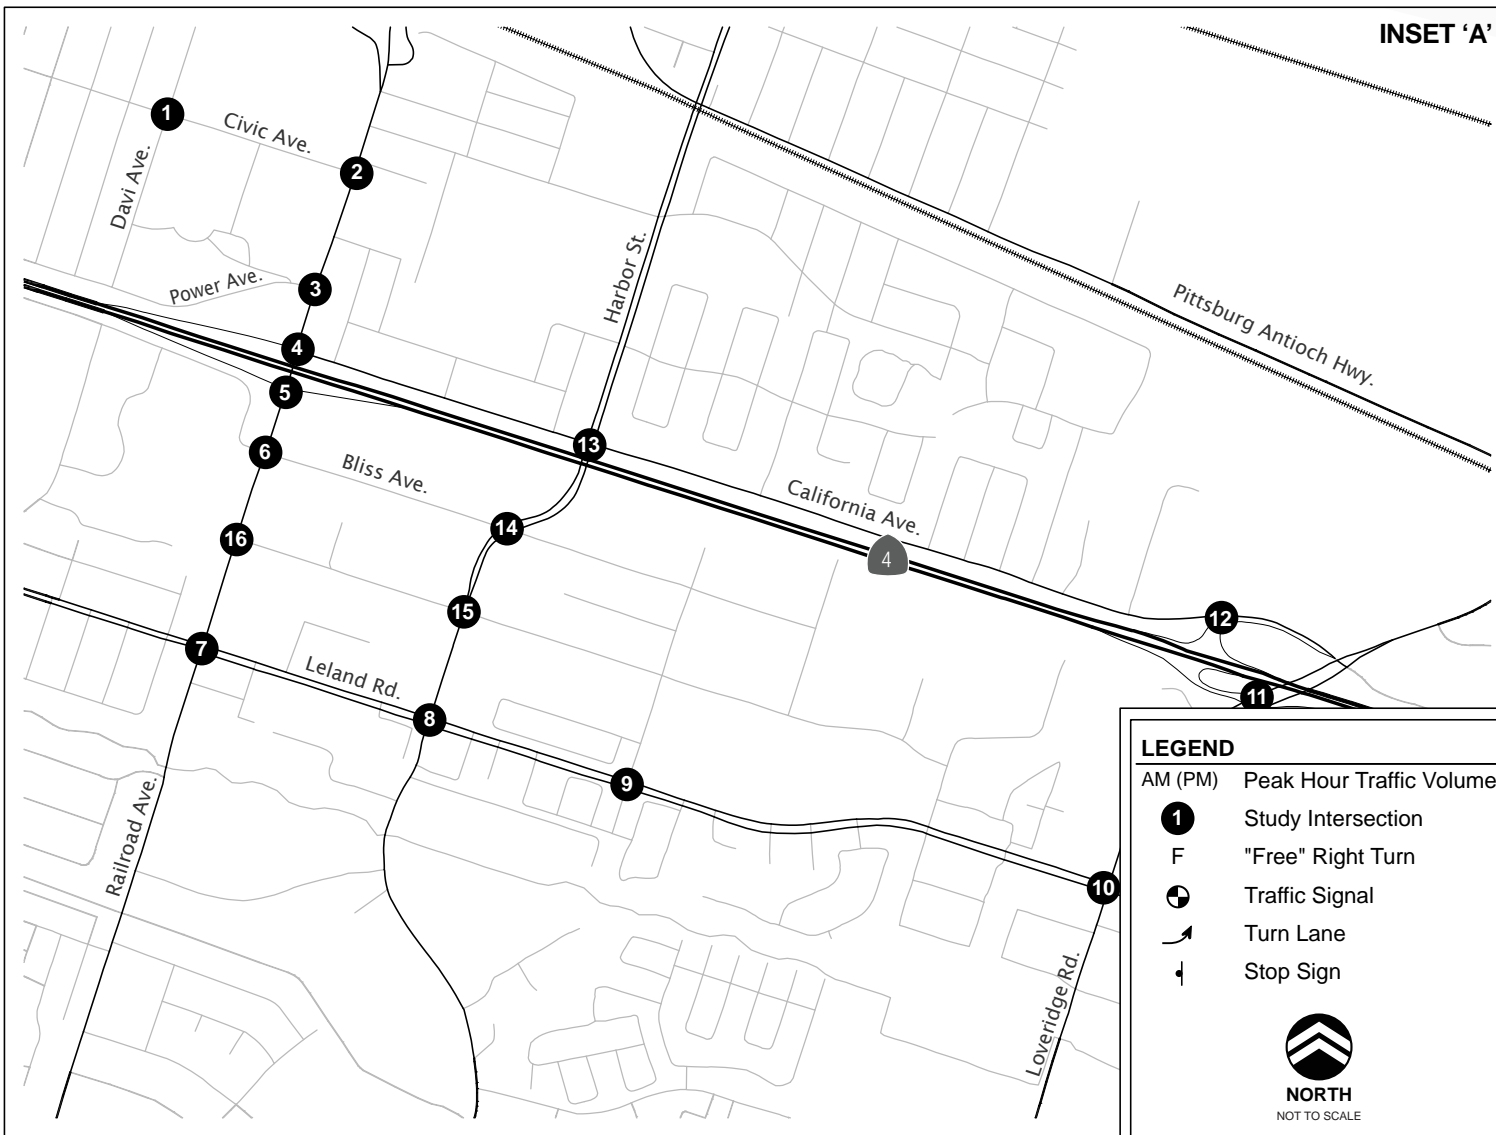 INSET ‘A’
1
Civic Ave.
2
Davi Ave.
Power Ave.
3
Harbor St.
Pittsburg Antioch Hwy.
4
5
13
6
Bliss Ave.
California Ave.
14
16
4
15
12
7
Leland Rd.
11
8
9
Railroad Ave.
10
Loveridge Rd.
LEGEND
AM (PM) Peak Hour Traffic Volume
1 Study Intersection
F "Free" Right Turn
Traffic Signal
Turn Lane
Stop Sign
NORTH
NOT TO SCALE